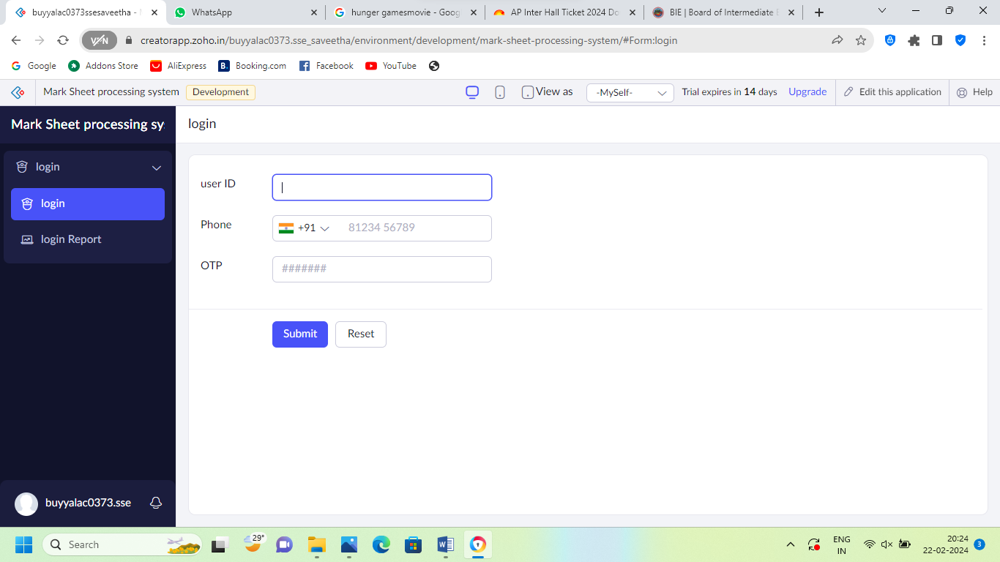 buyyalac0373ssesaveetha -
WhatsApp
hunger gamesmovie - Goog
AP Inter Hall Ticket 2024 Do
BIE | Board of Intermediate E
VPN
creatorapp.zoho.in/buyyalac0373.sse_saveetha/environment/development/mark-sheet-processing-system/#Form:login
Google
Addons Store
AliExpress
B.
Booking.com
Facebook
YouTube
Mark Sheet processing system
Development
View as
-MySelf-
Trial expires in 14 days
Upgrade
Edit this application
Help
Mark Sheet processing sy
login
login
login
login Report
user ID
Phone
+91
81234 56789
OTP
#######
Submit
Reset
buyyalac0373.sse
Search
29°
ENG
IN
20:24
22-02-2024
3